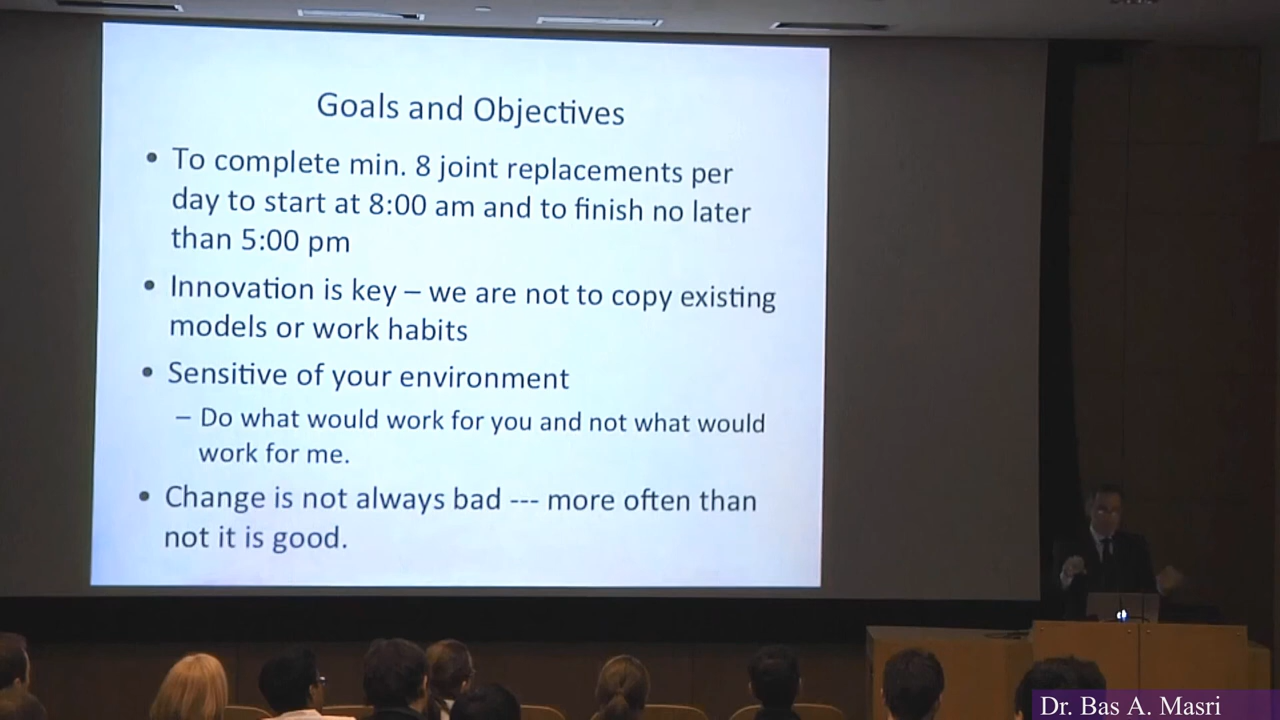 Goals and Objectives
• To complete min. 8 joint replacements per
day to start at 8:00 am and to finish no later
than 5:00 pm
• Innovation is key – we are not to copy existing
models or work habits
• Sensitive of your environment
– Do what would work for you and not what would
work for me.
• Change is not always bad --- more often than
not it is good.
Dr. Bas A. Masri